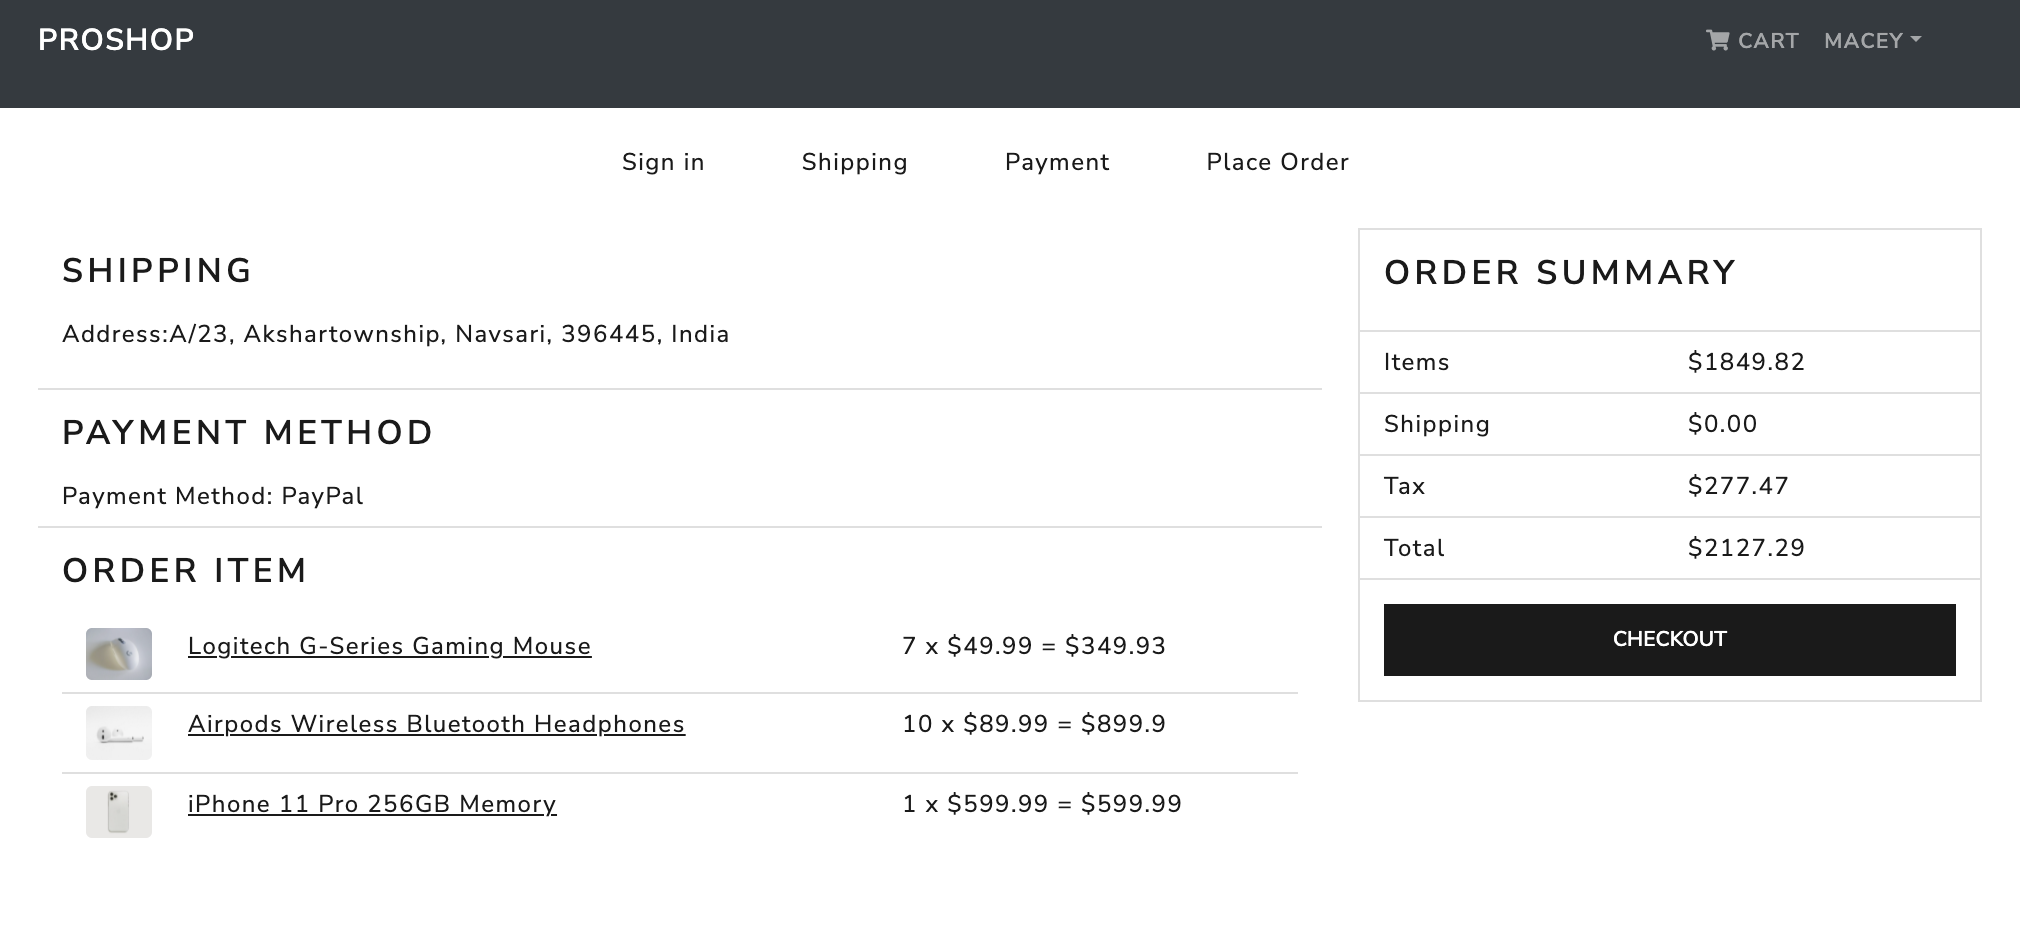 PROSHOP
CART MACEY
Sign in Shipping Payment Place Order
SHIPPING
Address:A/23, Akshartownship, Navsari, 396445, India
PAYMENT METHOD
Payment Method: PayPal
ORDER ITEM
Logitech G-Series Gaming Mouse 7 x $49.99 = $349.93
Airpods Wireless Bluetooth Headphones 10 x $89.99 = $899.9
iPhone 11 Pro 256GB Memory 1 x $599.99 = $599.99
ORDER SUMMARY
Items $1849.82
Shipping $0.00
Tax $277.47
Total $2127.29
CHECKOUT